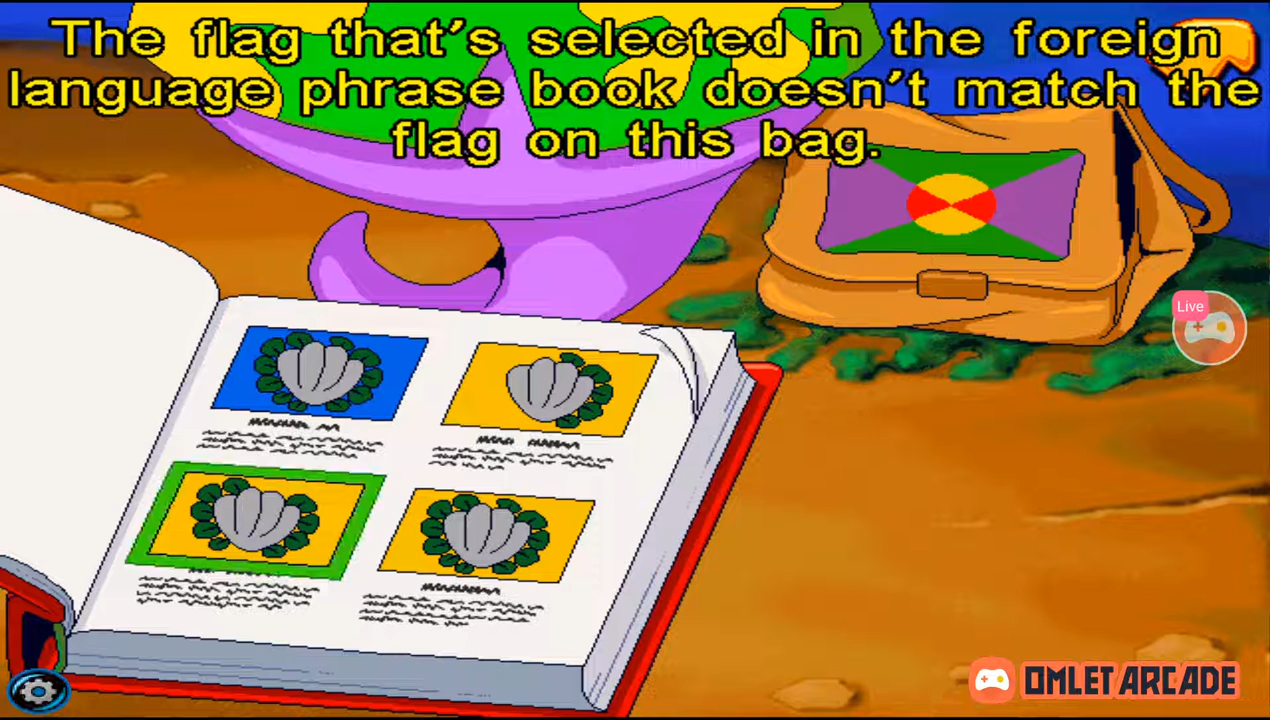 The flag that's selected in the foreign
language phrase book doesn't match the
flag on this bag.
Live
OMLET ARCADE